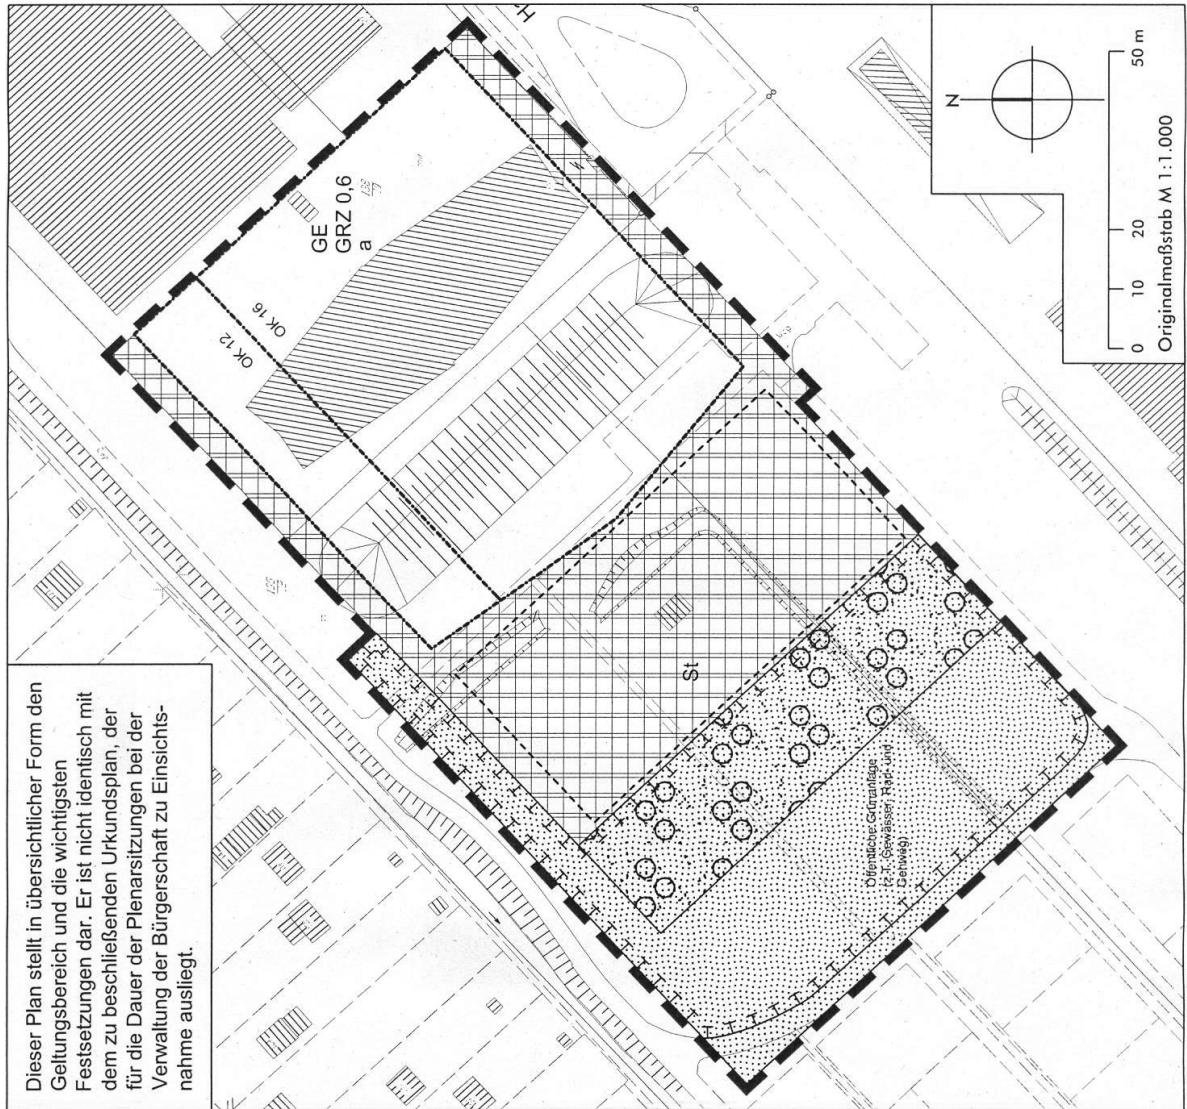 Dieser Plan stellt in übersichtlicher Form den
Geltungsbereich und die wichtigsten
Festsetzungen dar. Er ist nicht identisch mit
dem zu beschließenden Urkundsplan, der
für die Dauer der Plenarsitzungen bei der
Verwaltung der Bürgerschaft zu Einsichts-
nahme ausliegt.
GE
GRZ 0,6
a
OK 16
OK 12
St
Öffentliche Grünanlage
(z.T. Gewässer, Rad- und
Gehweg)
N
0 10 20 50 m
Originalmaßstab M 1:1.000